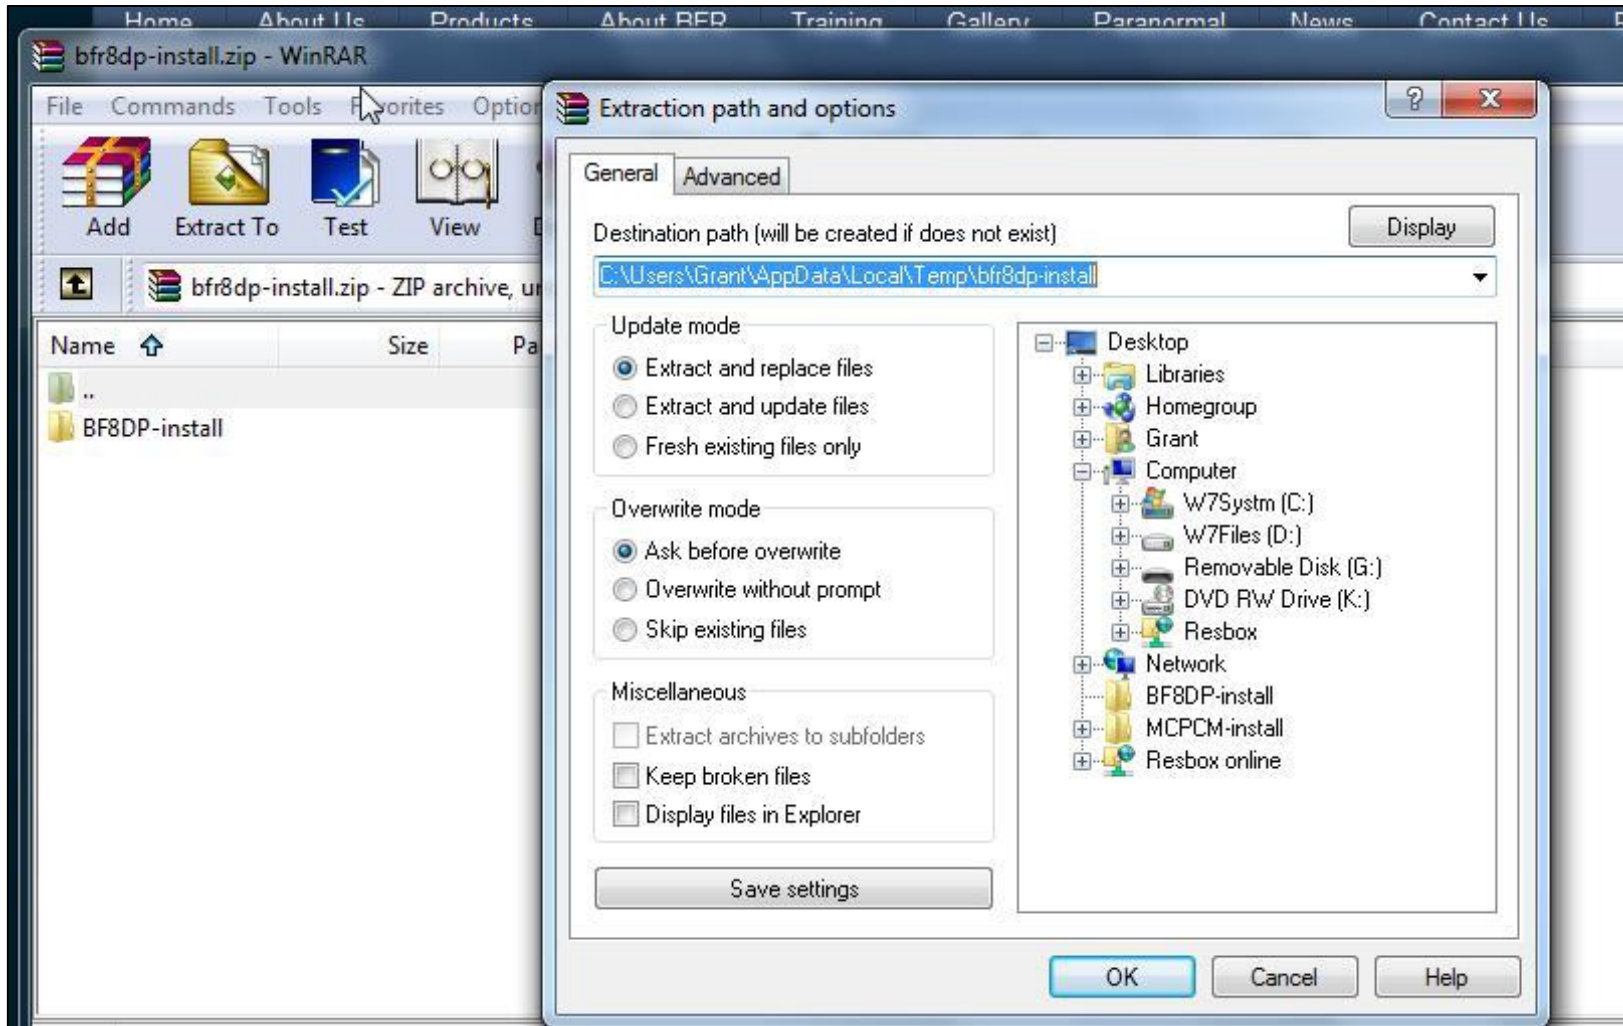 Home About Us Products About BFR Training Gallery Paranormal News Contact Us
bfr8dp-install.zip - WinRAR
File Commands Tools Favorites Option
Add Extract To Test View
bfr8dp-install.zip - ZIP archive, un
Name Size Pa
..
BF8DP-install
Extraction path and options
General Advanced
Destination path (will be created if does not exist)
Display
C:\Users\Grant\AppData\Local\Temp\bfr8dp-install
Update mode
Extract and replace files
Extract and update files
Fresh existing files only
Overwrite mode
Ask before overwrite
Overwrite without prompt
Skip existing files
Miscellaneous
Extract archives to subfolders
Keep broken files
Display files in Explorer
Save settings
Desktop
Libraries
Homegroup
Grant
Computer
W7Systm (C:)
W7Files (D:)
Removable Disk (G:)
DVD RW Drive (K:)
Resbox
Network
BF8DP-install
MCPCM-install
Resbox online
OK Cancel Help